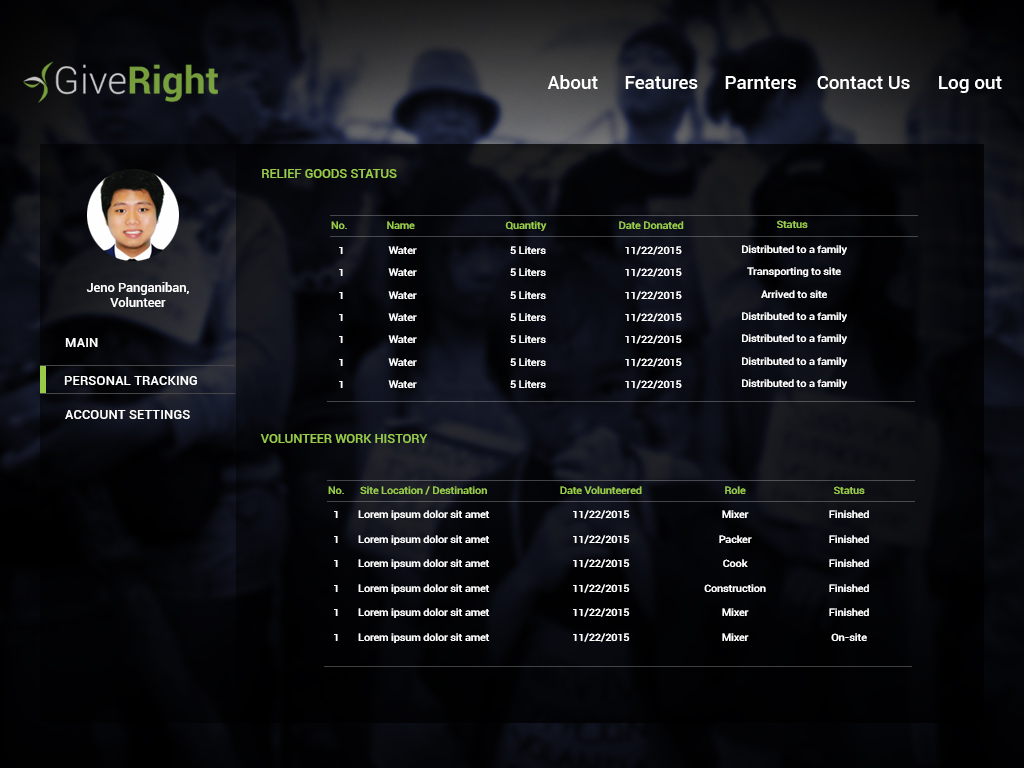 GiveRight
About Features Parnters Contact Us Log out
Jeno Panganiban,
Volunteer
MAIN
PERSONAL TRACKING
ACCOUNT SETTINGS
RELIEF GOODS STATUS
No. Name Quantity Date Donated Status
1 Water 5 Liters 11/22/2015 Distributed to a family
1 Water 5 Liters 11/22/2015 Transporting to site
1 Water 5 Liters 11/22/2015 Arrived to site
1 Water 5 Liters 11/22/2015 Distributed to a family
1 Water 5 Liters 11/22/2015 Distributed to a family
1 Water 5 Liters 11/22/2015 Distributed to a family
1 Water 5 Liters 11/22/2015 Distributed to a family
VOLUNTEER WORK HISTORY
No. Site Location / Destination Date Volunteered Role Status
1 Lorem ipsum dolor sit amet 11/22/2015 Mixer Finished
1 Lorem ipsum dolor sit amet 11/22/2015 Packer Finished
1 Lorem ipsum dolor sit amet 11/22/2015 Cook Finished
1 Lorem ipsum dolor sit amet 11/22/2015 Construction Finished
1 Lorem ipsum dolor sit amet 11/22/2015 Mixer Finished
1 Lorem ipsum dolor sit amet 11/22/2015 Mixer On-site